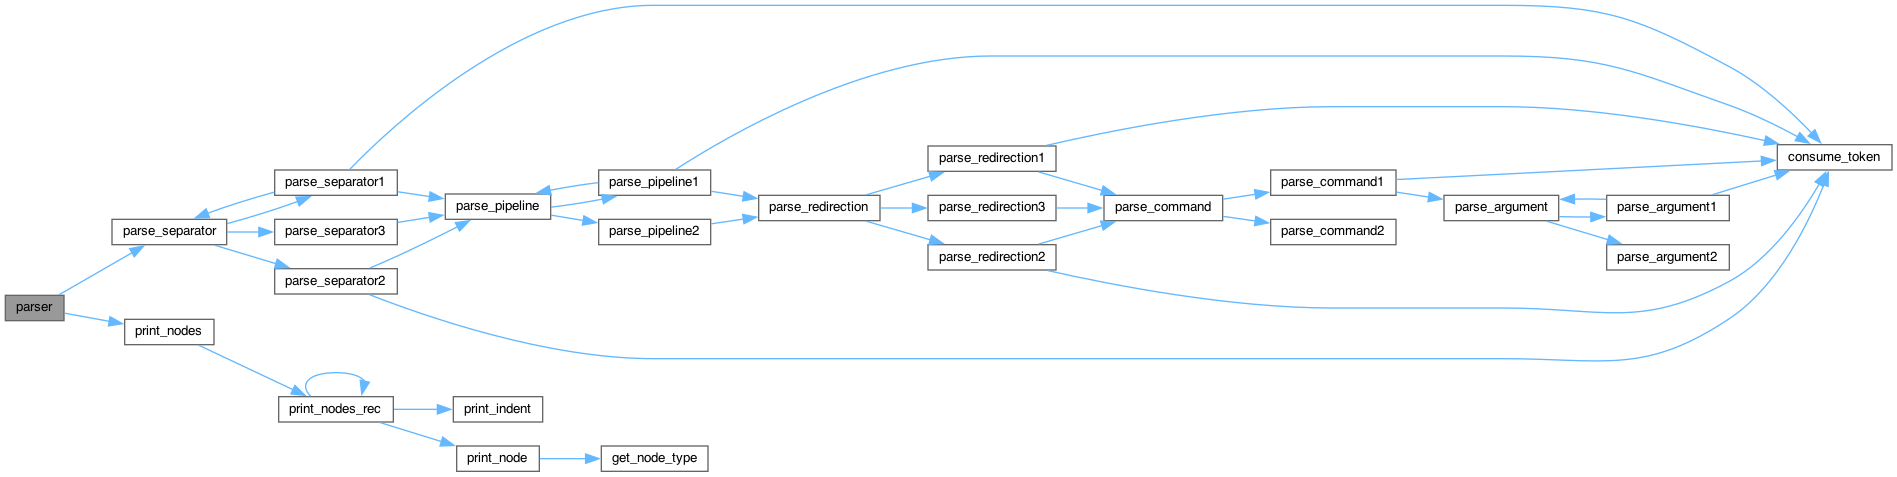 parser
parse_separator
print_nodes
parse_separator1
parse_separator3
parse_separator2
print_nodes_rec
parse_pipeline
print_indent
print_node
parse_pipeline1
parse_pipeline2
get_node_type
parse_redirection
parse_redirection1
parse_redirection3
parse_redirection2
parse_command
parse_command1
parse_command2
parse_argument
parse_argument1
parse_argument2
consume_token